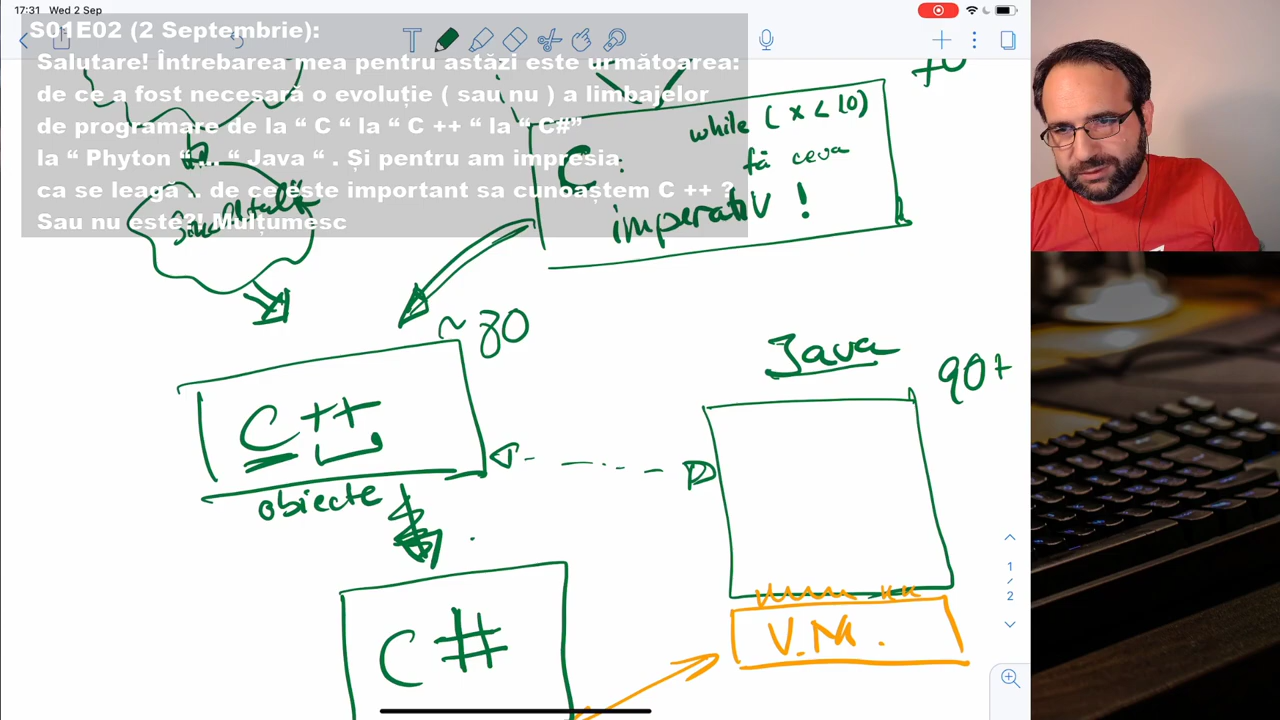 17:31 Wed 2 Sep
S01E02 (2 Septembrie):
Salutare! Întrebarea mea pentru astăzi este următoarea:
de ce a fost necesară o evoluție ( sau nu ) a limbajelor
de programare de la “ C “ la “ C ++ “ la “ C#”
la “ Phyton “ ... “ Java “ . Și pentru am impresia
ca se leagă .. de ce este important sa cunoaștem C ++ ?
Sau nu este?! Mulțumesc
while ( x < 10)
C.
fă ceva
imperativ !
~ 80
Java
90+
C++
obiecte
C#
V.M.
1
/
2